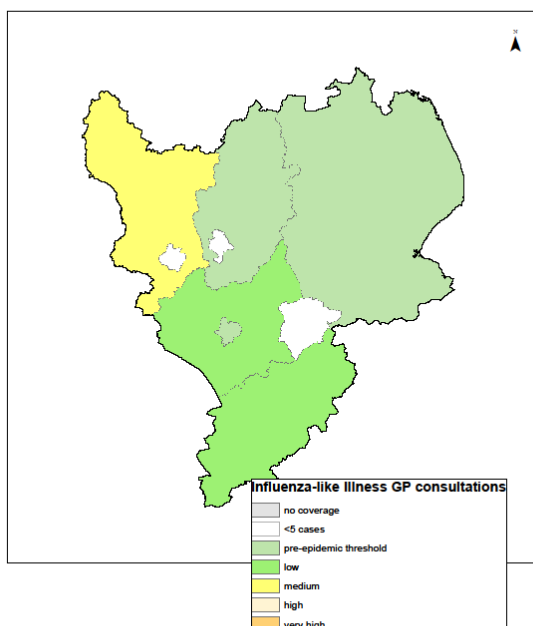 N
Influenza-like Illness GP consultations
no coverage
<5 cases
pre-epidemic threshold
low
medium
high
very high